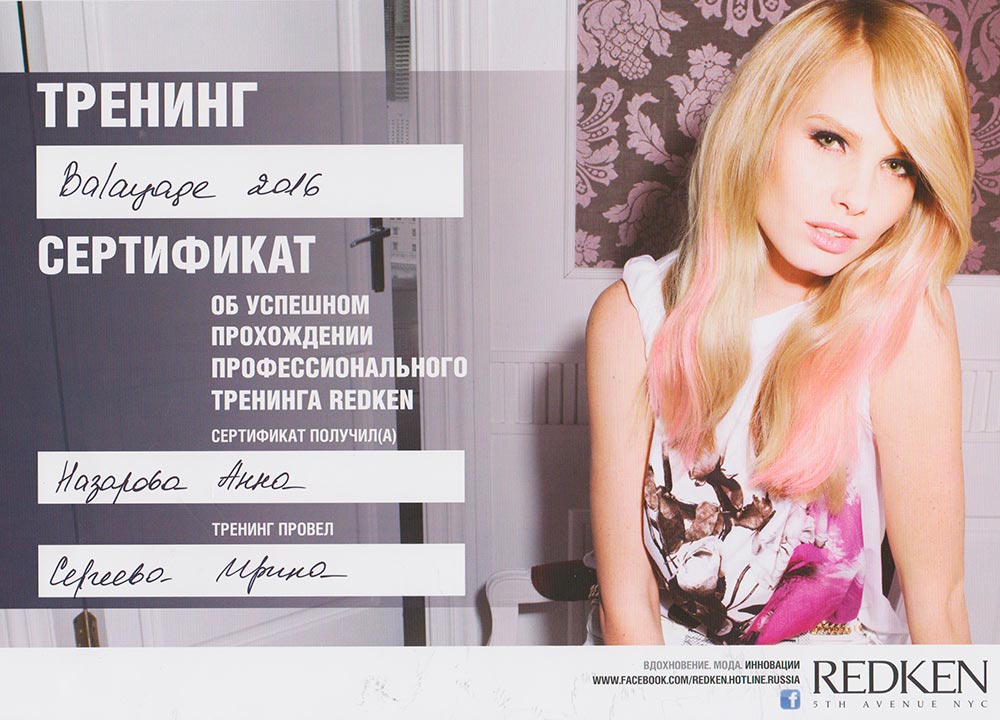 ТРЕНИНГ
Balayage 2016
СЕРТИФИКАТ
ОБ УСПЕШНОМ
ПРОХОЖДЕНИИ
ПРОФЕССИОНАЛЬНОГО
ТРЕНИНГА REDKEN
СЕРТИФИКАТ ПОЛУЧИЛ(А)
Назарова Анна
ТРЕНИНГ ПРОВЕЛ
Сергеева Ирина
ВДОХНОВЕНИЕ. МОДА. ИННОВАЦИИ
WWW.FACEBOOK.COM/REDKEN.HOTLINE.RUSSIA
f
REDKEN
5TH AVENUE NYC